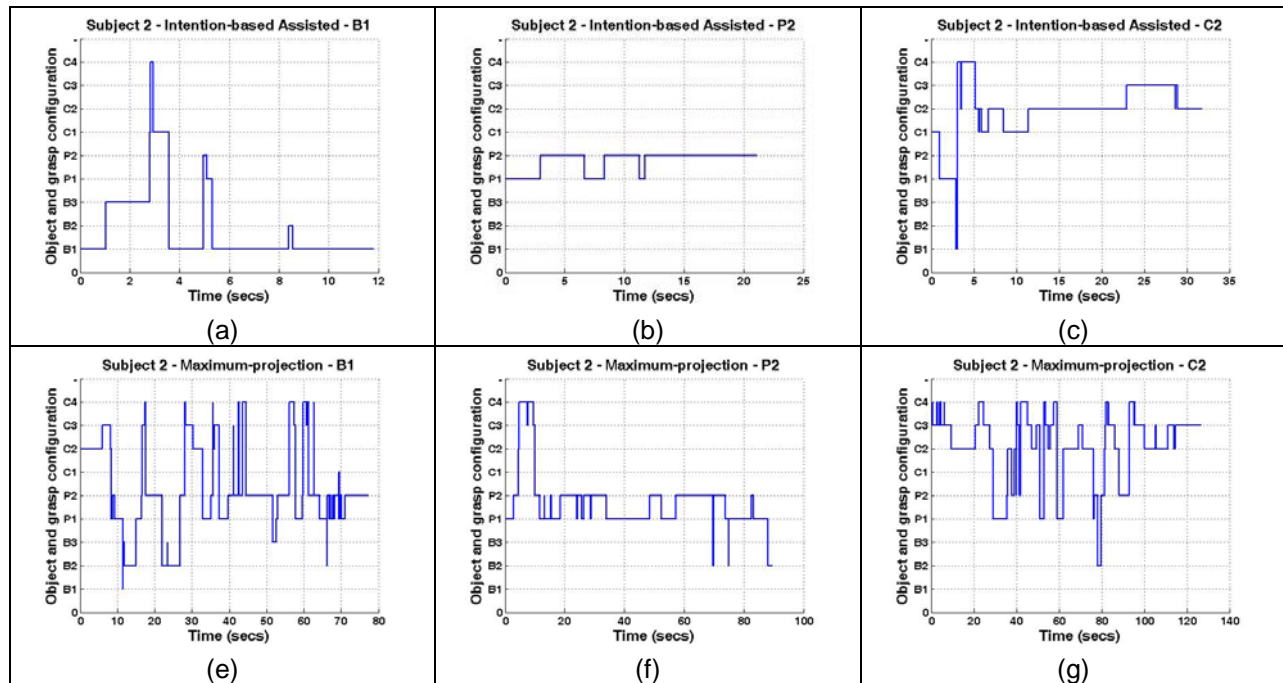 Subject 2 - Intention-based Assisted - B1
Object and grasp configuration
-
C4
C3
C2
C1
P2
P1
B3
B2
B1
0
0 2 4 6 8 10 12
Time (secs)
(a)
Subject 2 - Intention-based Assisted - P2
Object and grasp configuration
-
C4
C3
C2
C1
P2
P1
B3
B2
B1
0
0 5 10 15 20 25
Time (secs)
(b)
Subject 2 - Intention-based Assisted - C2
Object and grasp configuration
-
C4
C3
C2
C1
P2
P1
B3
B2
B1
0
0 5 10 15 20 25 30 35
Time (secs)
(c)
Subject 2 - Maximum-projection - B1
Object and grasp configuration
-
C4
C3
C2
C1
P2
P1
B3
B2
B1
0
0 10 20 30 40 50 60 70 80
Time (secs)
(e)
Subject 2 - Maximum-projection - P2
Object and grasp configuration
-
C4
C3
C2
C1
P2
P1
B3
B2
B1
0
0 20 40 60 80 100
Time (secs)
(f)
Subject 2 - Maximum-projection - C2
Object and grasp configuration
-
C4
C3
C2
C1
P2
P1
B3
B2
B1
0
0 20 40 60 80 100 120 140
Time (secs)
(g)